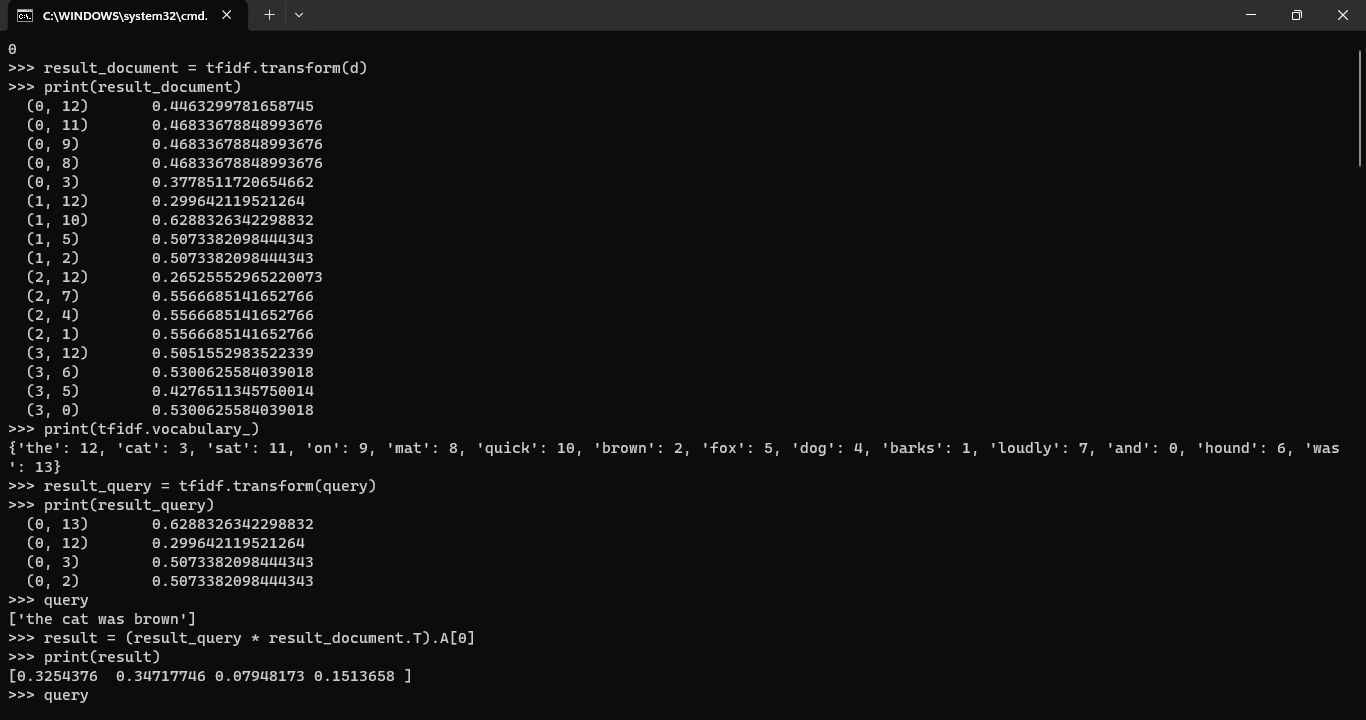 C:\WINDOWS\system32\cmd.
0
>>> result_document = tfidf.transform(d)
>>> print(result_document)
  (0, 12)       0.4463299781658745
  (0, 11)       0.46833678848993676
  (0, 9)        0.46833678848993676
  (0, 8)        0.46833678848993676
  (0, 3)        0.3778511720654662
  (1, 12)       0.299642119521264
  (1, 10)       0.6288326342298832
  (1, 5)        0.5073382098444343
  (1, 2)        0.5073382098444343
  (2, 12)       0.26525552965220073
  (2, 7)        0.5566685141652766
  (2, 4)        0.5566685141652766
  (2, 1)        0.5566685141652766
  (3, 12)       0.5051552983522339
  (3, 6)        0.5300625584039018
  (3, 5)        0.4276511345750014
  (3, 0)        0.5300625584039018
>>> print(tfidf.vocabulary_)
{'the': 12, 'cat': 3, 'sat': 11, 'on': 9, 'mat': 8, 'quick': 10, 'brown': 2, 'fox': 5, 'dog': 4, 'barks': 1, 'loudly': 7, 'and': 0, 'hound': 6, 'was
': 13}
>>> result_query = tfidf.transform(query)
>>> print(result_query)
  (0, 13)       0.6288326342298832
  (0, 12)       0.299642119521264
  (0, 3)        0.5073382098444343
  (0, 2)        0.5073382098444343
>>> query
['the cat was brown']
>>> result = (result_query * result_document.T).A[0]
>>> print(result)
[0.3254376  0.34717746 0.07948173 0.1513658 ]
>>> query